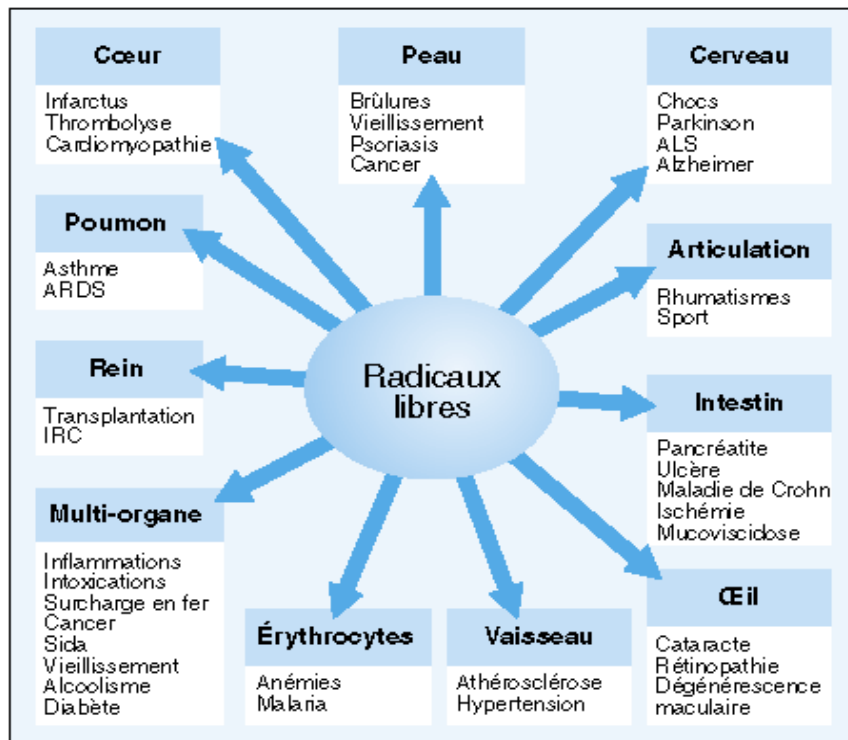 Cœur
Infarctus
Thrombolyse
Cardiomyopathie
Peau
Brûlures
Vieillissement
Psoriasis
Cancer
Cerveau
Chocs
Parkinson
ALS
Alzheimer
Poumon
Asthme
ARDS
Articulation
Rhumatismes
Sport
Rein
Transplantation
IRC
Radicaux
libres
Intestin
Pancréatite
Ulcère
Maladie de Crohn
Ischémie
Mucoviscidose
Multi-organe
Inflammations
Intoxications
Surcharge en fer
Cancer
Sida
Vieillissement
Alcoolisme
Diabète
Érythrocytes
Anémies
Malaria
Vaisseau
Athérosclérose
Hypertension
Œil
Cataracte
Rétinopathie
Dégénérescence
maculaire